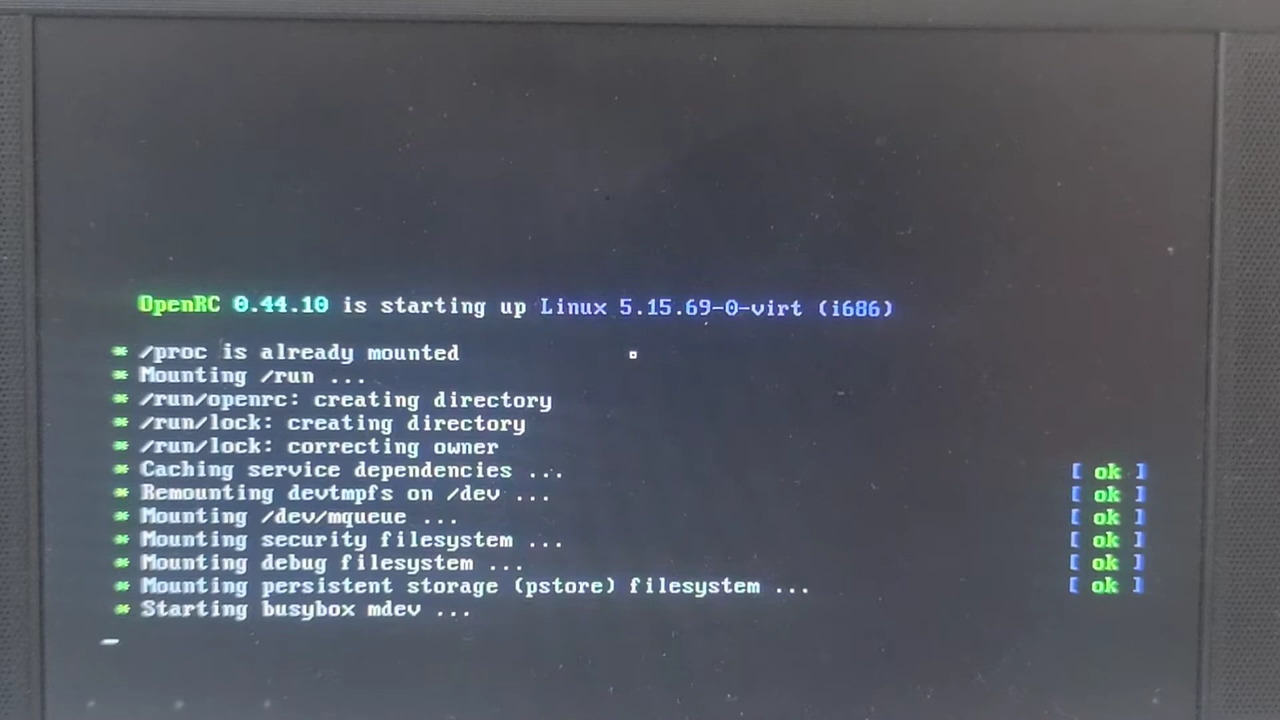 OpenRC 0.44.10 is starting up Linux 5.15.69-0-virt (i686)
* /proc is already mounted
* Mounting /run ...
* /run/openrc: creating directory
* /run/lock: creating directory
* /run/lock: correcting owner
* Caching service dependencies ... [ ok ]
* Remounting devtmpfs on /dev ... [ ok ]
* Mounting /dev/mqueue ... [ ok ]
* Mounting security filesystem ... [ ok ]
* Mounting debug filesystem ... [ ok ]
* Mounting persistent storage (pstore) filesystem ... [ ok ]
* Starting busybox mdev ...